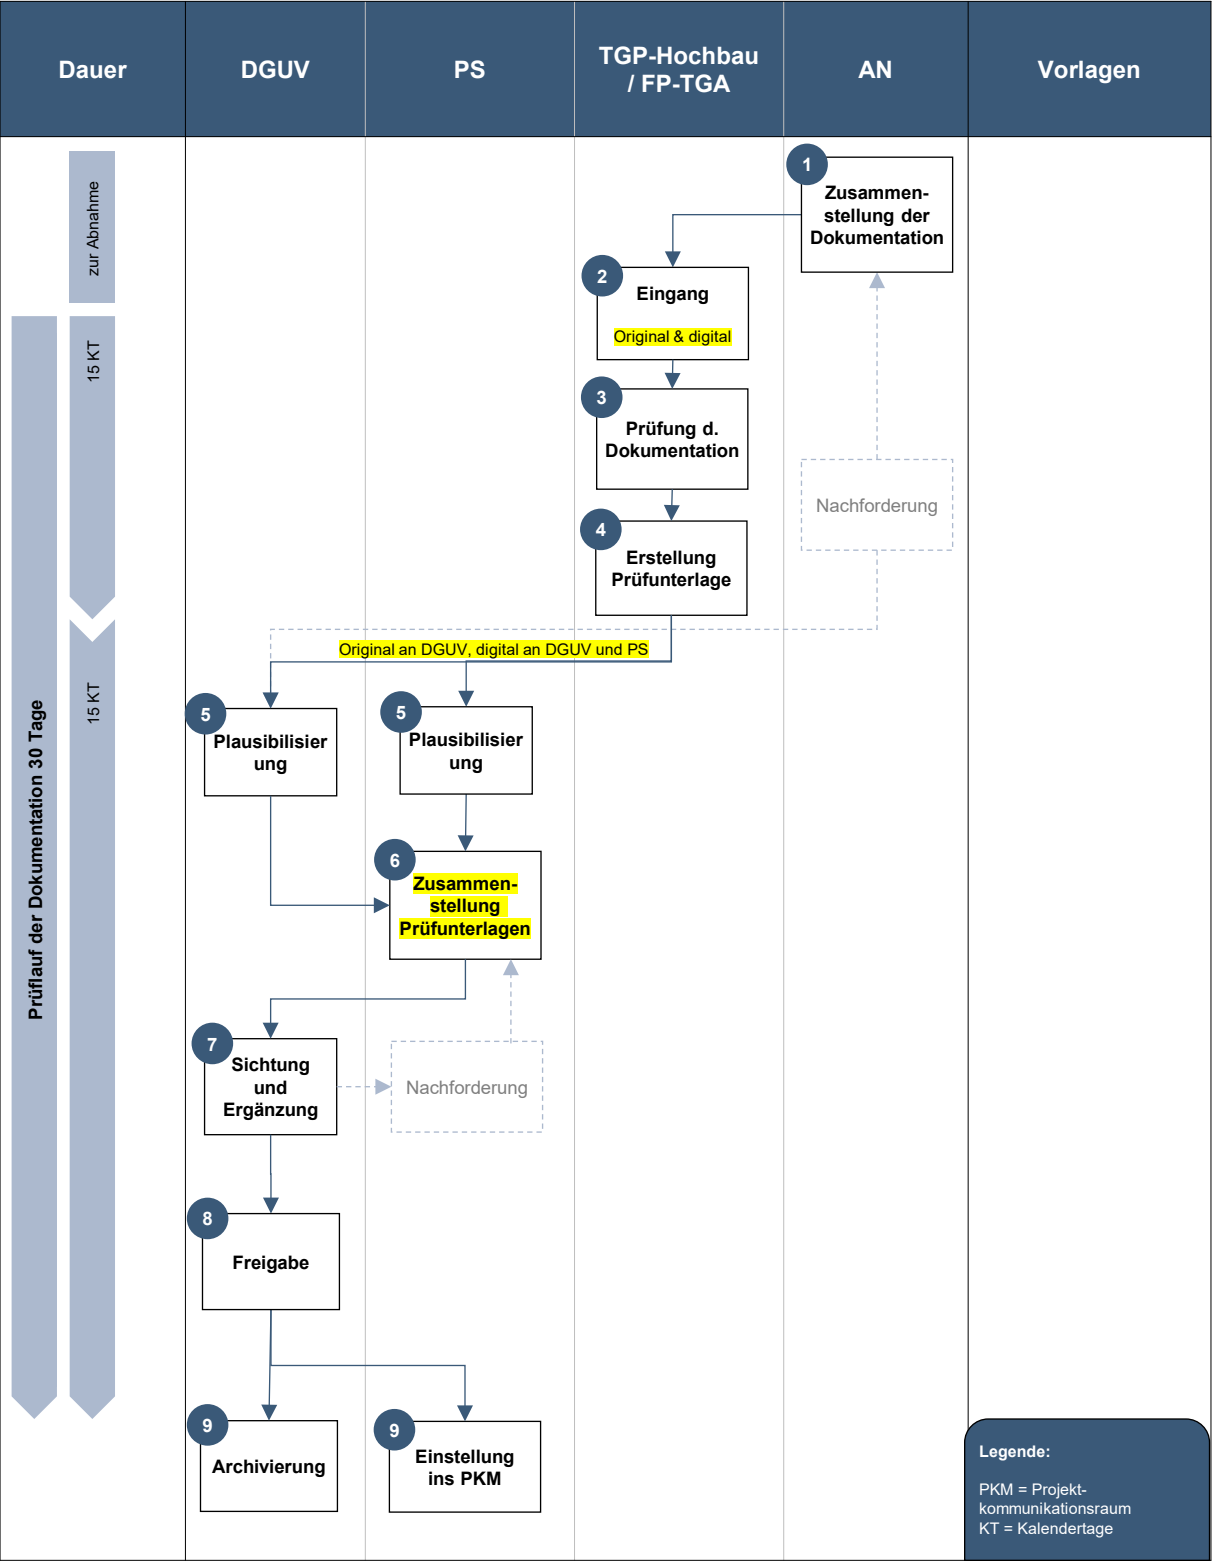 Dauer
DGUV
PS
TGP-Hochbau
/ FP-TGA
AN
Vorlagen
zur Abnahme
15 KT
15 KT
Prüflauf der Dokumentation 30 Tage
1
Zusammen-
stellung der
Dokumentation
2
Eingang
Original & digital
3
Prüfung d.
Dokumentation
Nachforderung
4
Erstellung
Prüfunterlage
Original an DGUV, digital an DGUV und PS
5
Plausibilisier
ung
5
Plausibilisier
ung
6
Zusammen-
stellung
Prüfunterlagen
7
Sichtung
und
Ergänzung
Nachforderung
8
Freigabe
9
Archivierung
9
Einstellung
ins PKM
Legende:
PKM = Projekt-
kommunikationsraum
KT = Kalendertage